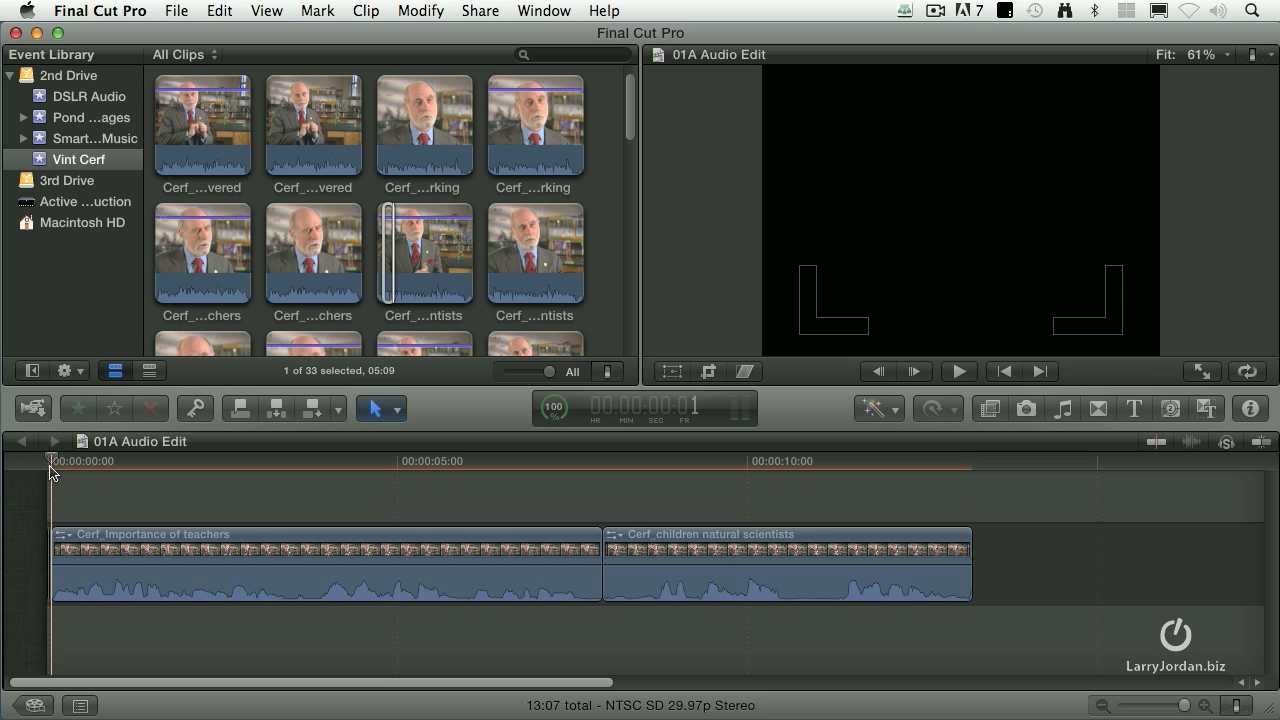 Final Cut Pro File Edit View Mark Clip Modify Share Window Help 7
Final Cut Pro
Event Library All Clips 01A Audio Edit Fit: 61%
2nd Drive
DSLR Audio
Pond ...ages
Smart...Music
Vint Cerf
3rd Drive
Active ...uction
Macintosh HD
Cerf_...vered Cerf_...vered Cerf_...rking Cerf_...rking
Cerf_...chers Cerf_...chers Cerf_...ntists Cerf_...ntists
1 of 33 selected, 05:09 All
100 % 00:00:00:01
HR MIN SEC FR
01A Audio Edit
00:00:00:00 00:00:05:00 00:00:10:00
Cerf_Importance of teachers Cerf_children natural scientists
LarryJordan.biz
13:07 total - NTSC SD 29.97p Stereo